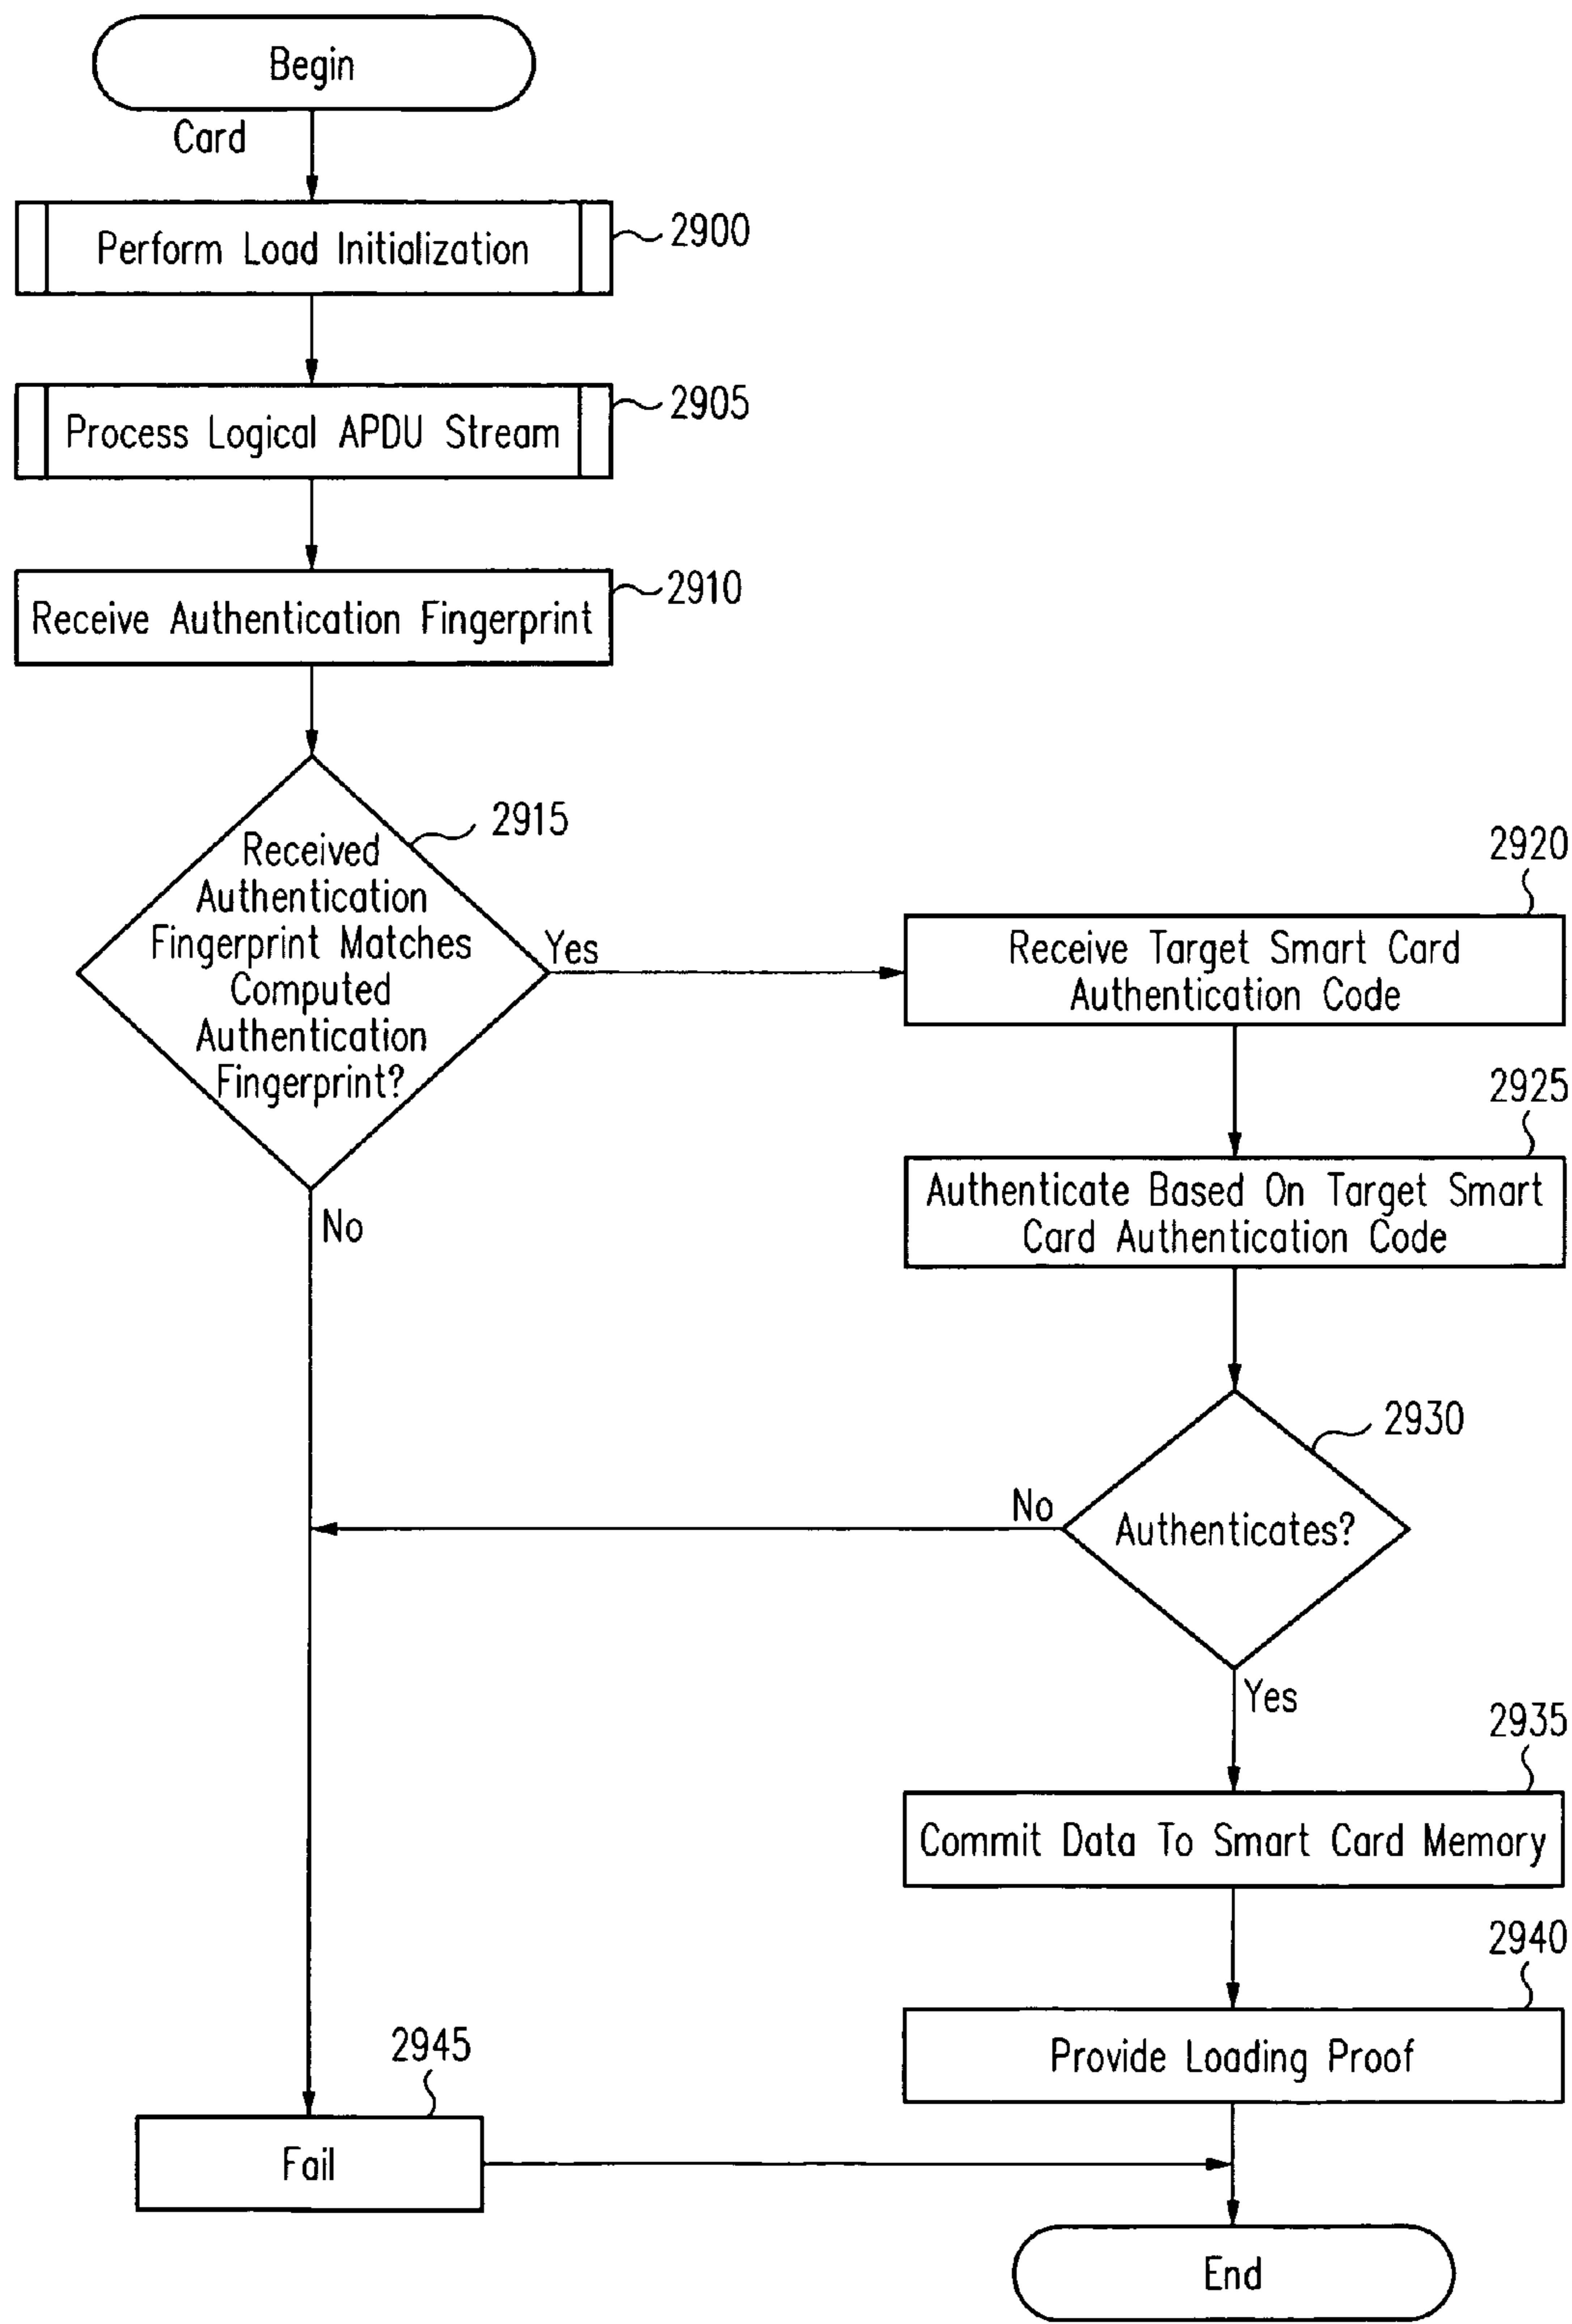 Begin
Card
Perform Load Initialization
2900
Process Logical APDU Stream
2905
Receive Authentication Fingerprint
2910
Received
Authentication
Fingerprint Matches
Computed
Authentication
Fingerprint?
2915
Yes
No
2920
Receive Target Smart Card
Authentication Code
2925
Authenticate Based On Target Smart
Card Authentication Code
2930
Authenticates?
No
Yes
2935
Commit Data To Smart Card Memory
2940
Provide Loading Proof
2945
Fail
End